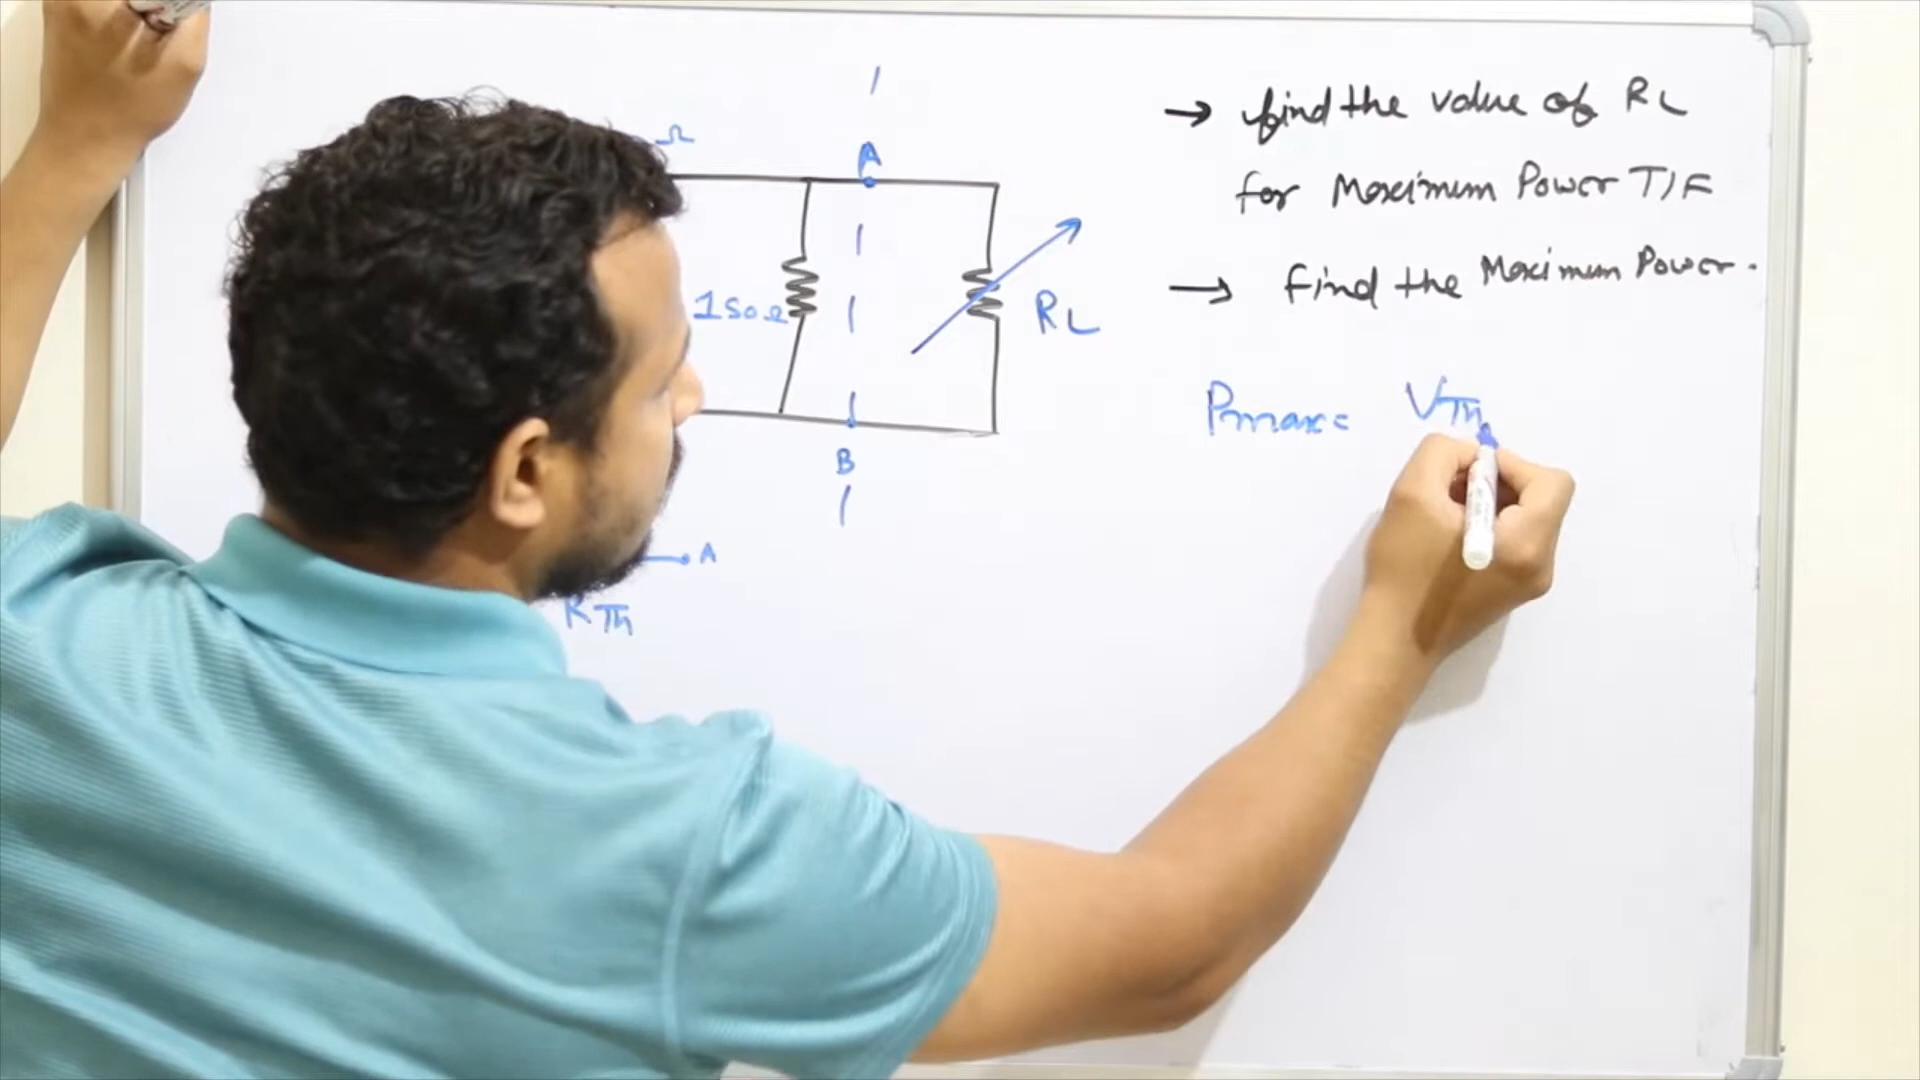 → find the value of RL
for Maximum Power T/F
→ find the Maximum Power.
Ω
A
150Ω
RL
B
A
RTh
Pmax= VTh